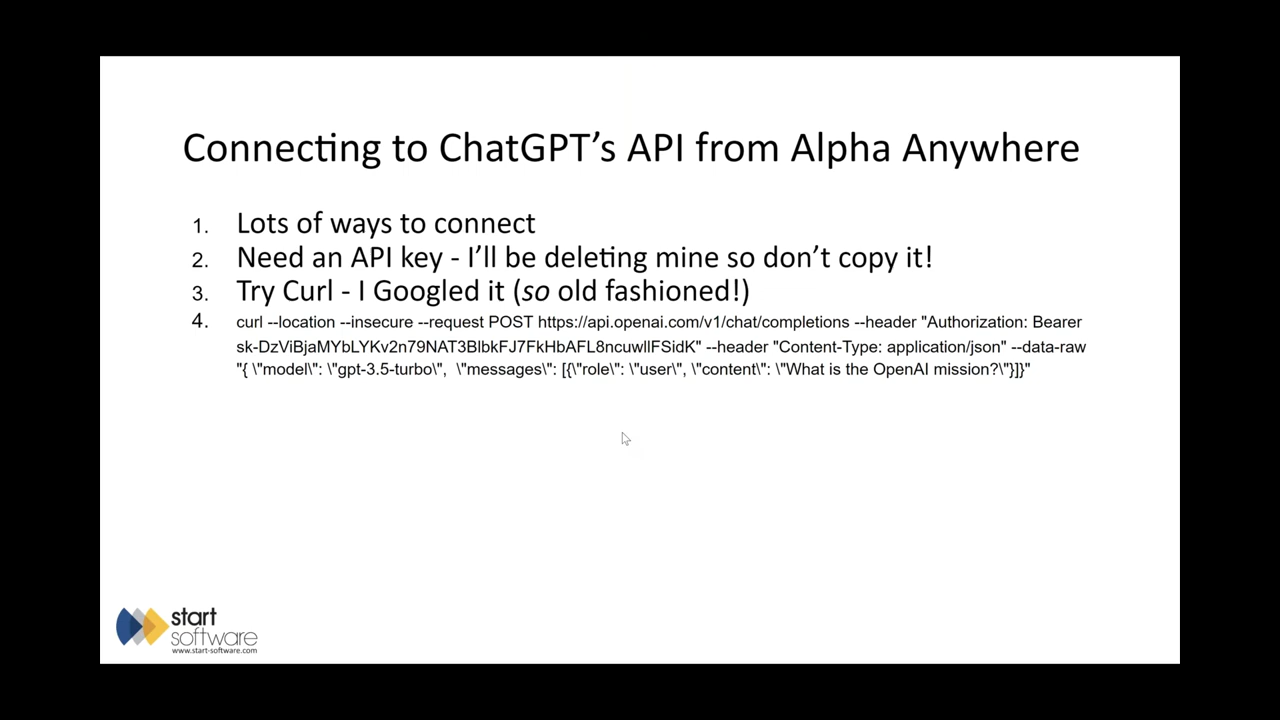 Connecting to ChatGPT’s API from Alpha Anywhere
1. Lots of ways to connect
2. Need an API key - I’ll be deleting mine so don’t copy it!
3. Try Curl - I Googled it (so old fashioned!)
4. curl --location --insecure --request POST https://api.openai.com/v1/chat/completions --header "Authorization: Bearer
--header "Content-Type: application/json" --data-raw
"{ \"model\": \"gpt-3.5-turbo\",  \"messages\": [{\"role\": \"user\", \"content\": \"What is the OpenAI mission?\"}]}"
start
software
www.start-software.com